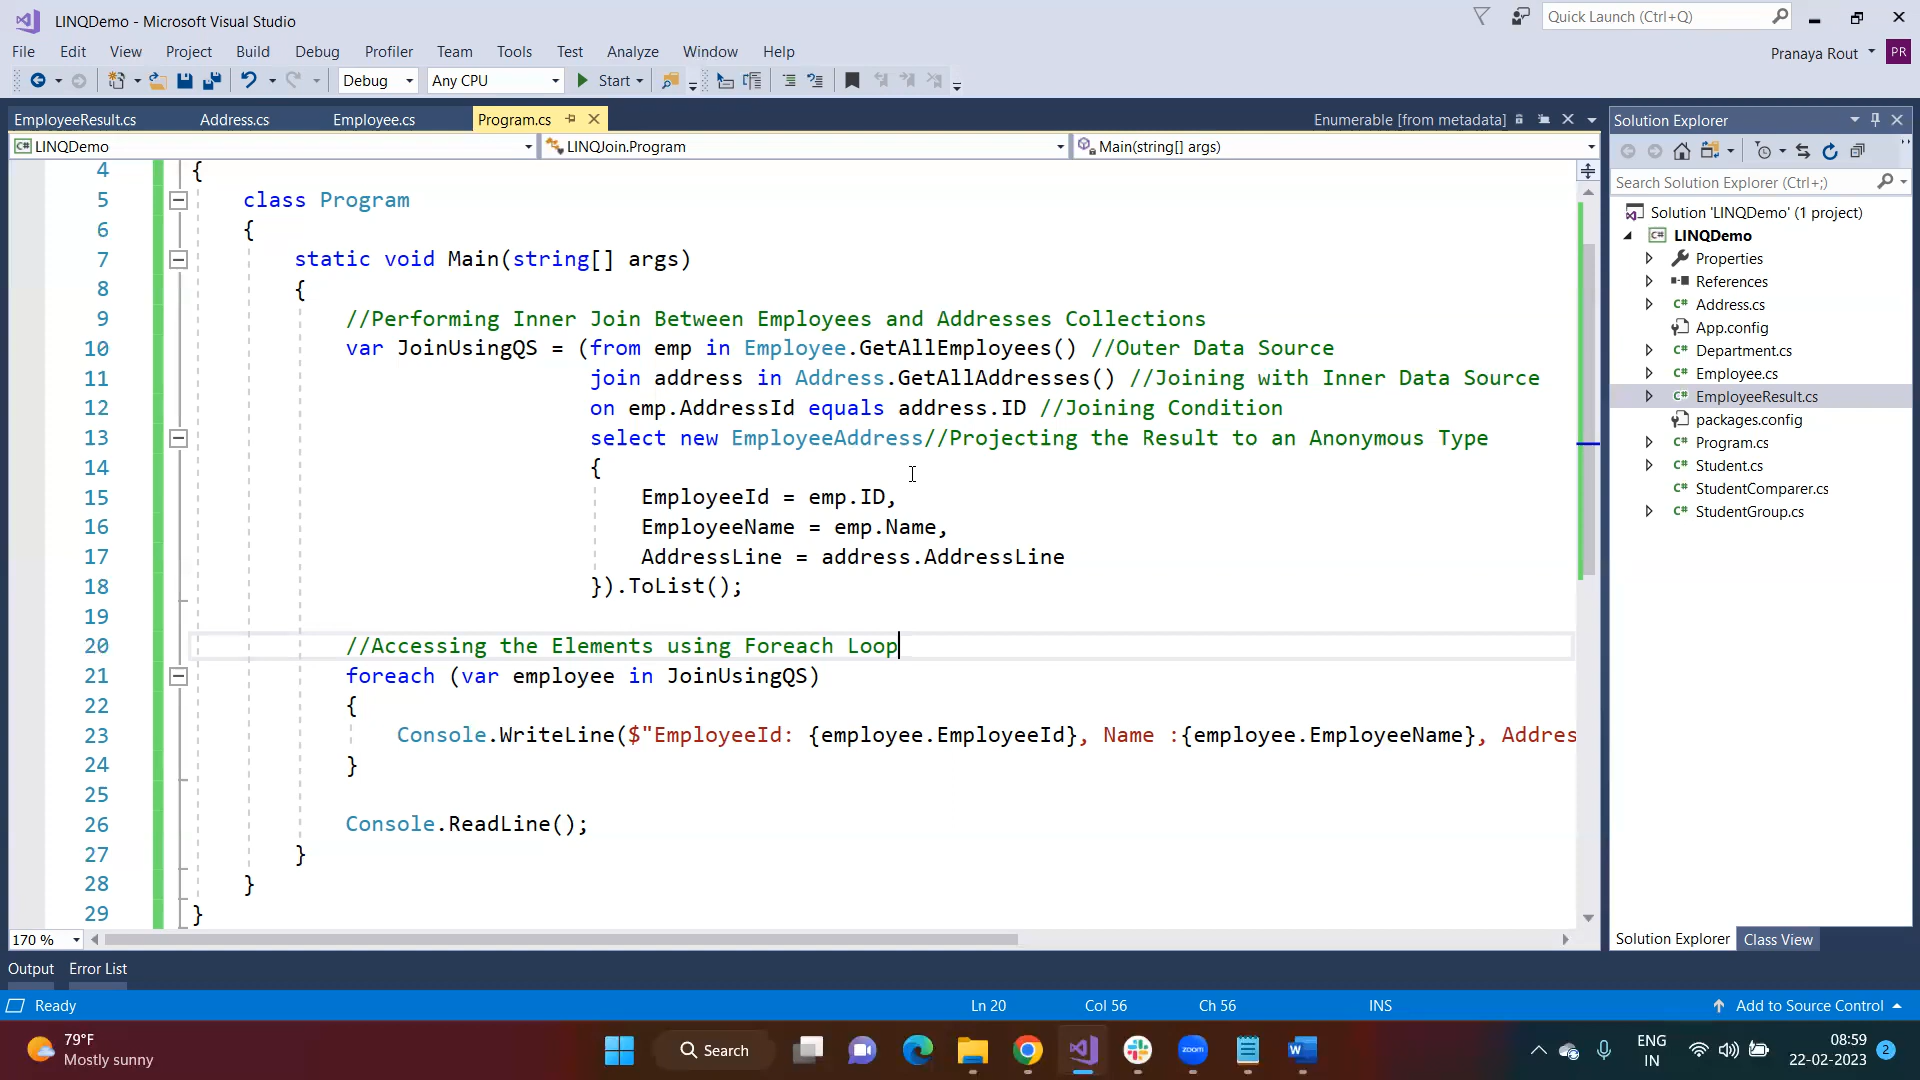 LINQDemo - Microsoft Visual Studio
Quick Launch (Ctrl+Q)
File Edit View Project Build Debug Profiler Team Tools Test Analyze Window Help
Pranaya Rout PR
Debug Any CPU Start
EmployeeResult.cs Address.cs Employee.cs Program.cs Enumerable [from metadata]
LINQDemo LINQJoin.Program Main(string[] args)
4 {
5 class Program
6 {
7 static void Main(string[] args)
8 {
9 //Performing Inner Join Between Employees and Addresses Collections
10 var JoinUsingQS = (from emp in Employee.GetAllEmployees() //Outer Data Source
11 join address in Address.GetAllAddresses() //Joining with Inner Data Source
12 on emp.AddressId equals address.ID //Joining Condition
13 select new EmployeeAddress//Projecting the Result to an Anonymous Type
14 {
15 EmployeeId = emp.ID,
16 EmployeeName = emp.Name,
17 AddressLine = address.AddressLine
18 }).ToList();
19
20 //Accessing the Elements using Foreach Loop
21 foreach (var employee in JoinUsingQS)
22 {
23 Console.WriteLine($"EmployeeId: {employee.EmployeeId}, Name :{employee.EmployeeName}, Addres
24 }
25
26 Console.ReadLine();
27 }
28 }
29 }
170 %
Solution Explorer
Search Solution Explorer (Ctrl+;)
Solution 'LINQDemo' (1 project)
C# LINQDemo
Properties
References
C# Address.cs
App.config
C# Department.cs
C# Employee.cs
C# EmployeeResult.cs
packages.config
C# Program.cs
C# Student.cs
C# StudentComparer.cs
C# StudentGroup.cs
Solution Explorer Class View
Output Error List
Ready Ln 20 Col 56 Ch 56 INS Add to Source Control
79°F
Mostly sunny
Search
zoom
ENG
IN
08:59
22-02-2023
2